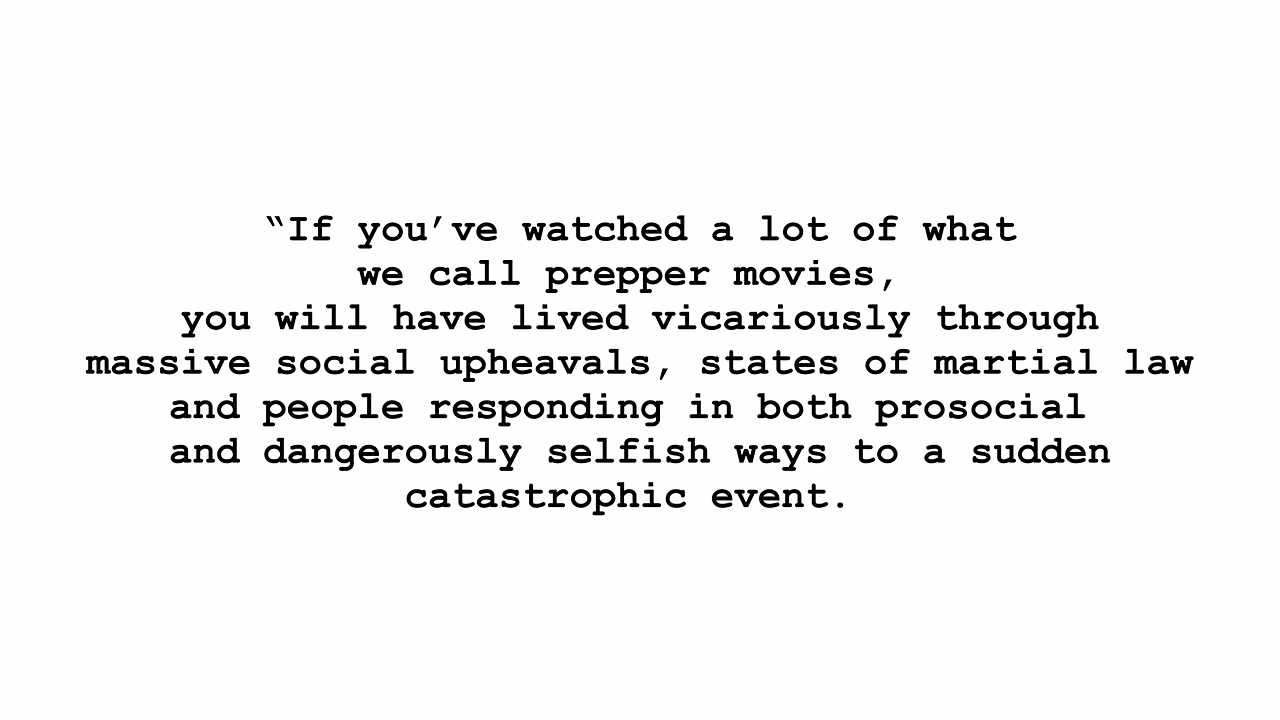 “If you’ve watched a lot of what
we call prepper movies,
you will have lived vicariously through
massive social upheavals, states of martial law
and people responding in both prosocial
and dangerously selfish ways to a sudden
catastrophic event.